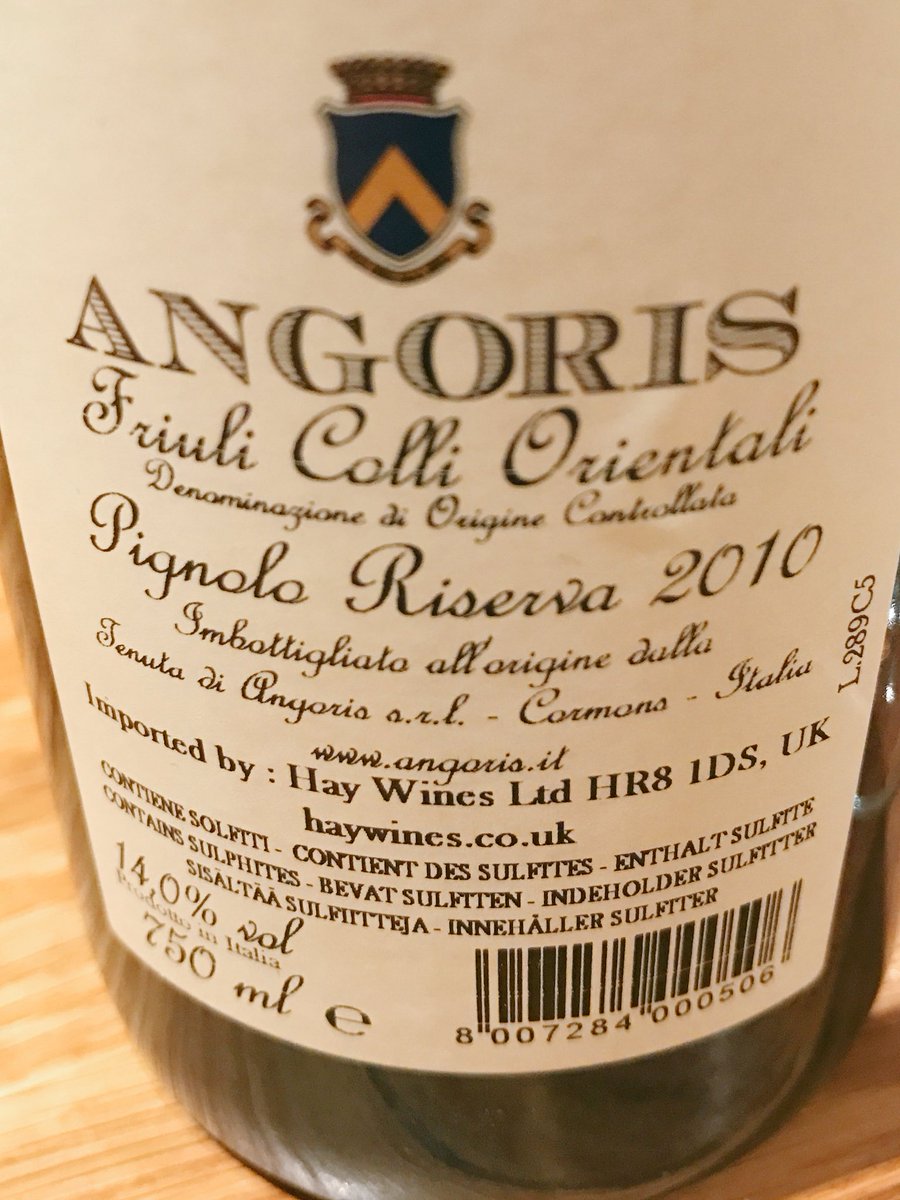 ANGORIS
Friuli Colli Orientali
Denominazione di Origine Controllata
Pignolo Riserva 2010
Imbottigliato all'origine dalla
Tenuta di Angoris s.r.l. - Cormons - Italia
L.289C5
www.angoris.it
Imported by : Hay Wines Ltd HR8 1DS, UK
haywines.co.uk
CONTIENE SOLFITI - CONTIENT DES SULFITES - ENTHALT SULFITE
CONTAINS SULPHITES - BEVAT SULFITEN - INDEHOLDER SULFITTER
SISÄLTÄÄ SULFIITTEJA - INNEHÅLLER SULFITER
14,0% vol
Prodotto in Italia
750 ml e
8 007284 000506